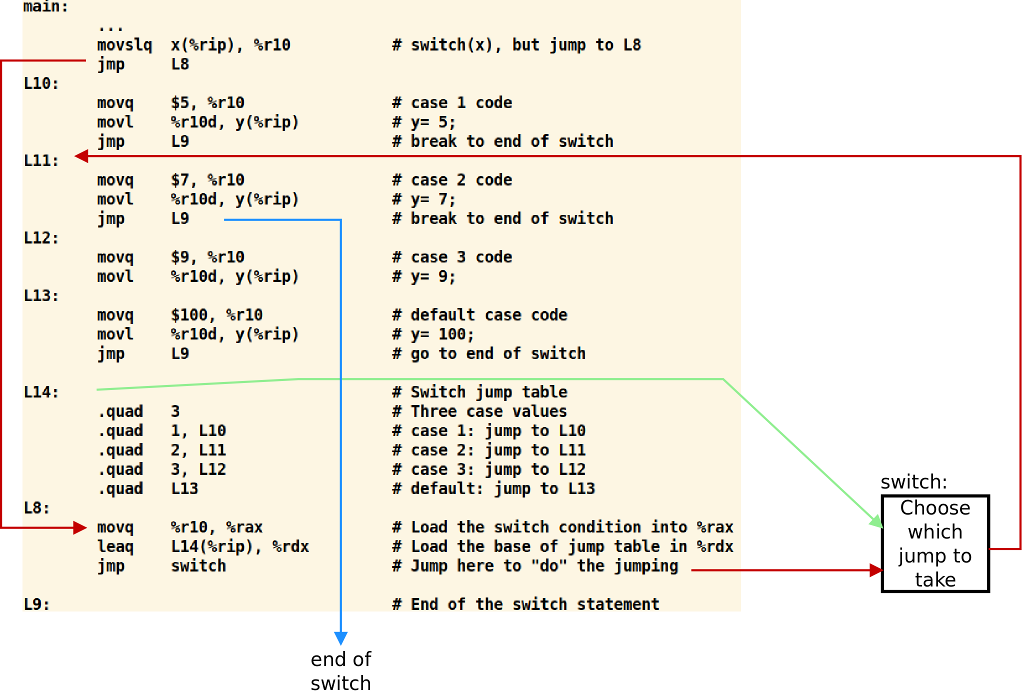 main:
...
movslq x(%rip), %r10 # switch(x), but jump to L8
jmp L8
L10:
movq $5, %r10 # case 1 code
movl %r10d, y(%rip) # y= 5;
jmp L9 # break to end of switch
L11:
movq $7, %r10 # case 2 code
movl %r10d, y(%rip) # y= 7;
jmp L9 # break to end of switch
L12:
movq $9, %r10 # case 3 code
movl %r10d, y(%rip) # y= 9;
L13:
movq $100, %r10 # default case code
movl %r10d, y(%rip) # y= 100;
jmp L9 # go to end of switch
L14: # Switch jump table
.quad 3 # Three case values
.quad 1, L10 # case 1: jump to L10
.quad 2, L11 # case 2: jump to L11
.quad 3, L12 # case 3: jump to L12
.quad L13 # default: jump to L13
L8:
movq %r10, %rax # Load the switch condition into %rax
leaq L14(%rip), %rdx # Load the base of jump table in %rdx
jmp switch # Jump here to "do" the jumping
L9: # End of the switch statement
switch:
Choose
which
jump to
take
end of
switch